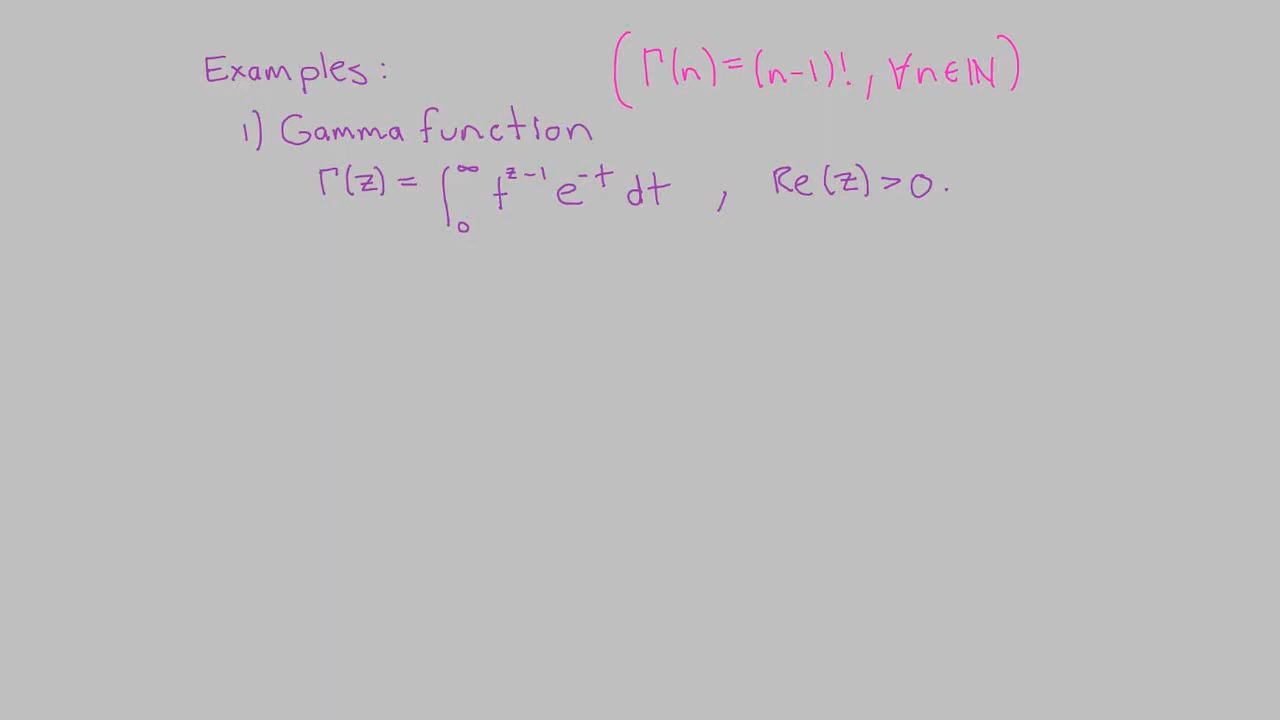 Examples:
(Γ(n) = (n-1)! , ∀n∈ℕ)
1) Gamma function
Γ(z) = ∫₀^∞ t^{z-1} e^{-t} dt , Re(z) > 0.